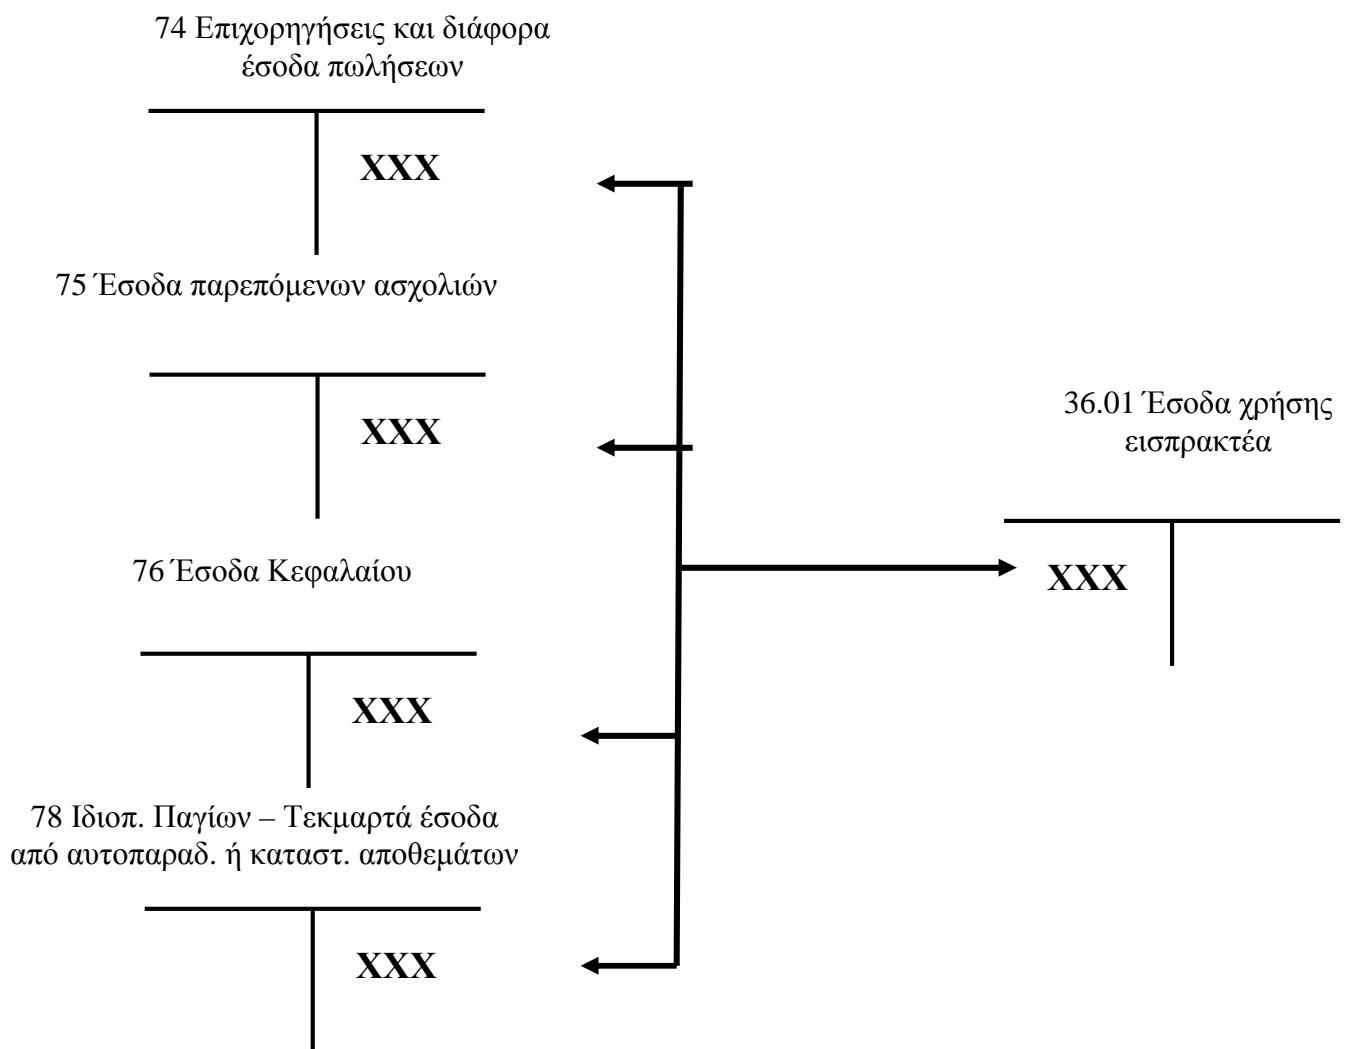 74 Επιχορηγήσεις και διάφορα
έσοδα πωλήσεων
XXX
75 Έσοδα παρεπόμενων ασχολιών
XXX
36.01 Έσοδα χρήσης
εισπρακτέα
76 Έσοδα Κεφαλαίου
XXX
XXX
78 Ιδιοπ. Παγίων – Τεκμαρτά έσοδα
από αυτοπαραδ. ή καταστ. αποθεμάτων
XXX